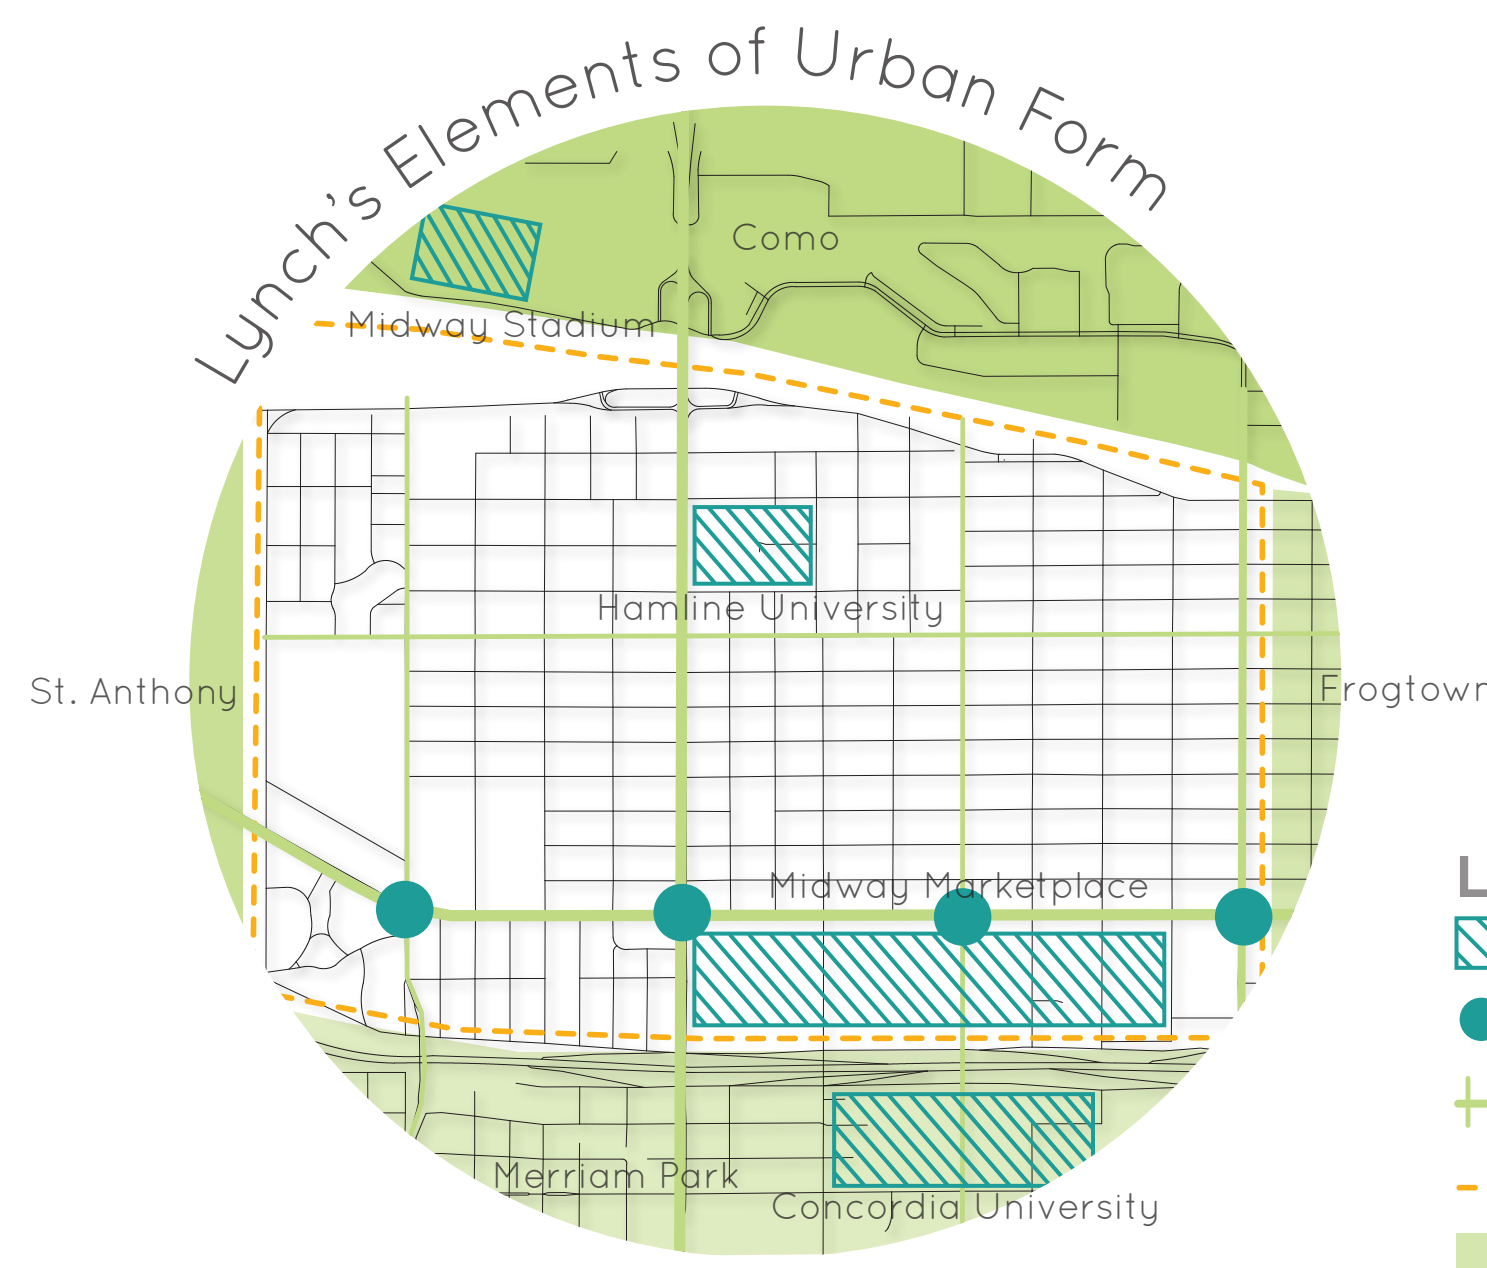 Lynch's Elements of Urban Form
Como
Midway Stadium
Hamline University
St. Anthony
Frogtown
Midway Marketplace
Merriam Park
Concordia University
L